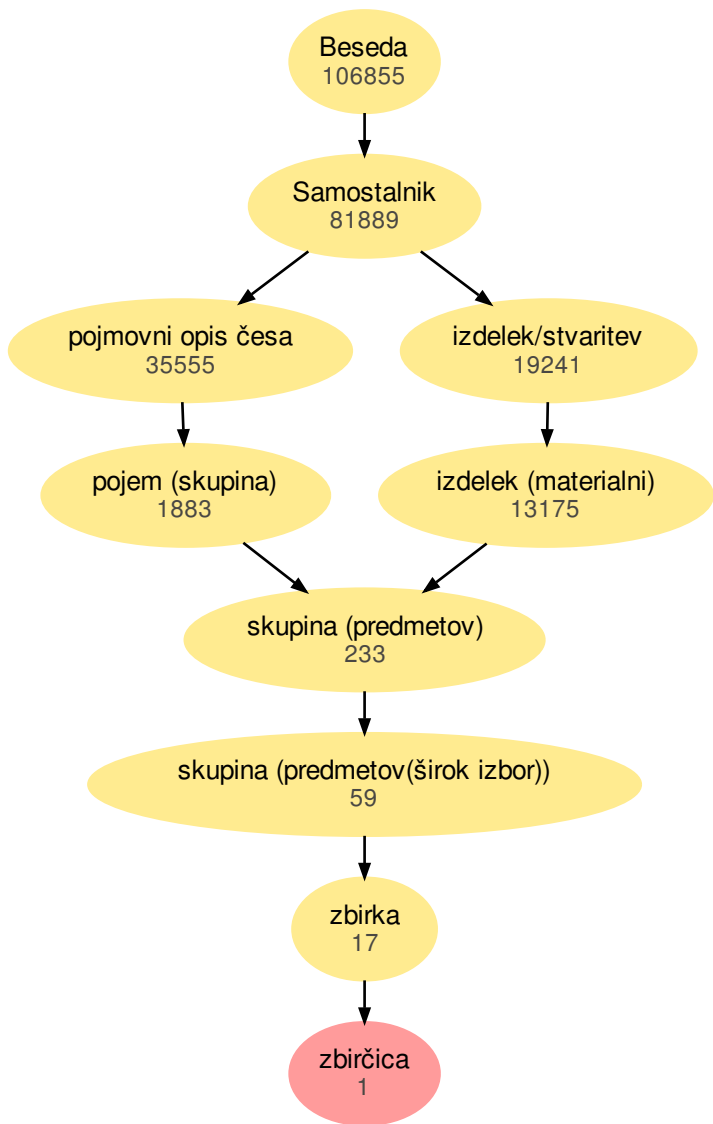 Beseda
106855
Samostalnik
81889
pojmovni opis česa
35555
izdelek/stvaritev
19241
pojem (skupina)
1883
izdelek (materialni)
13175
skupina (predmetov)
233
skupina (predmetov(širok izbor))
59
zbirka
17
zbirčica
1